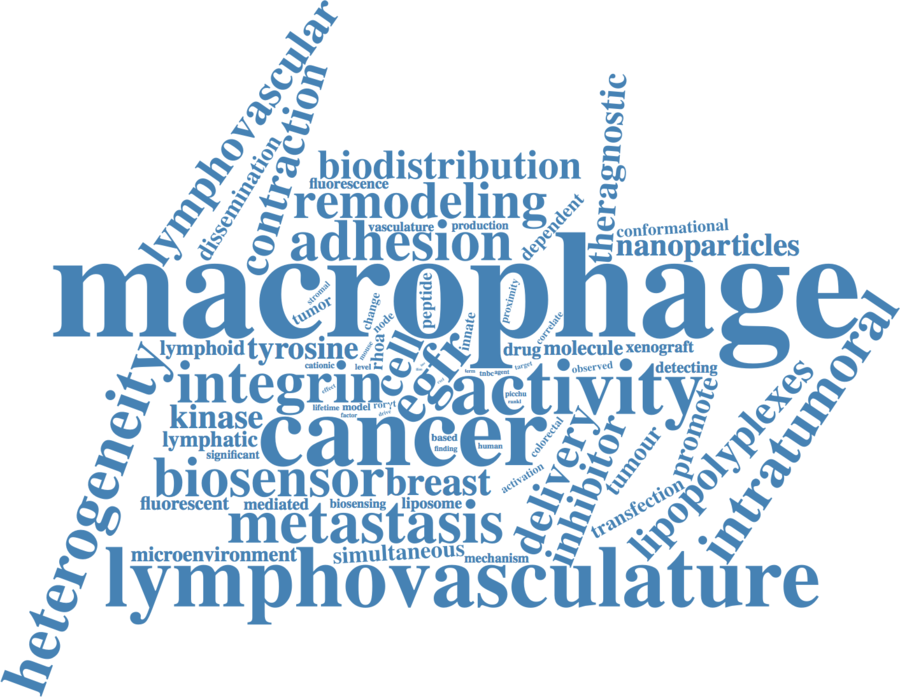 lymphovascular
contraction
dissemination
theragnostic
biodistribution
fluorescence
remodeling
vasculature
production
dependent
adhesion
conformational
nanoparticles
macrophage
stromal
tumor
change
node
peptide
innate
proximity
correlate
lymphoid
tyrosine
mouse
rhoa
cell
egfr
drug
molecule
xenograft
cationic
level
target
observed
detecting
integrin
effect
activity
tnbc
agent
picchu
kinase
lifetime
model
factor
cancer
based
finding
human
colorectal
promotes
lymphatic
significant
heterogeneity
biosensor
breast
activation
delivery
inhibitor
tumour
lipopolyplexes
intratumoral
fluorescent
mediated
biosensing
liposome
transfection
metastasis
microenvironment
simultaneous
mechanism
lymphovasculature